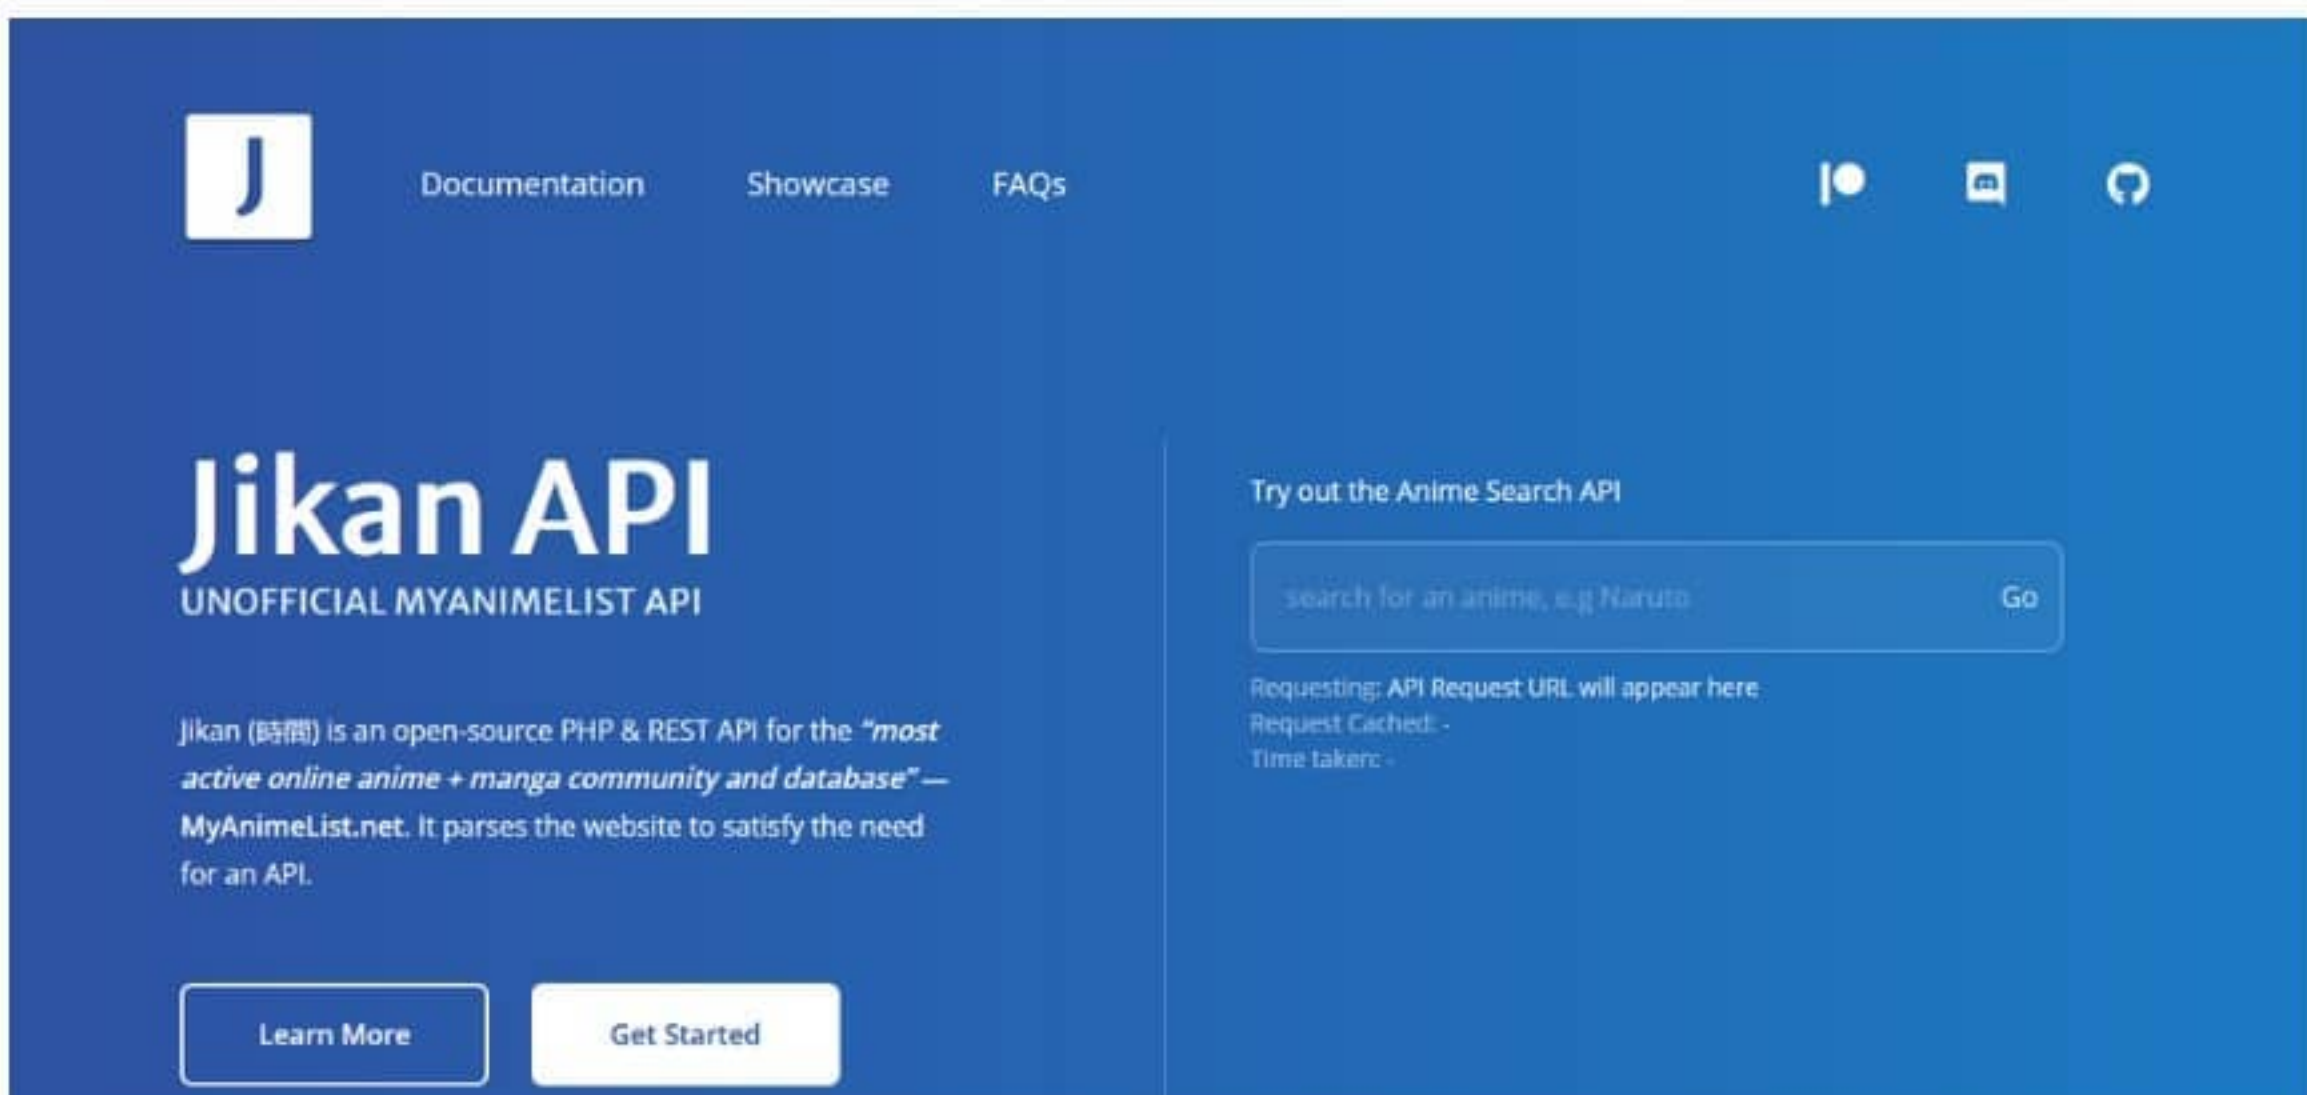 J
Documentation
Showcase
FAQs
Jikan API
UNOFFICIAL MYANIMELIST API
Jikan (時間) is an open-source PHP & REST API for the “most
active online anime + manga community and database” —
MyAnimeList.net. It parses the website to satisfy the need
for an API.
Learn More
Get Started
Try out the Anime Search API
search for an anime, e.g Naruto
Go
Requesting: API Request URL will appear here
Request Cached: -
Time taken: -